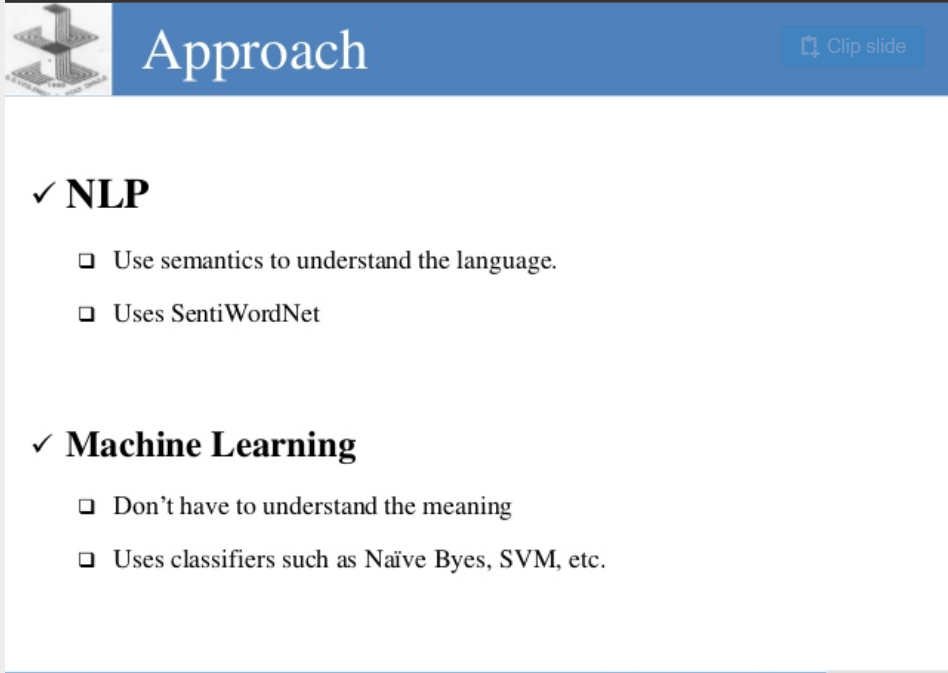 Approach
Clip slide
NLP
Use semantics to understand the language.
Uses SentiWordNet
Machine Learning
Don't have to understand the meaning
Uses classifiers such as Naïve Byes, SVM, etc.